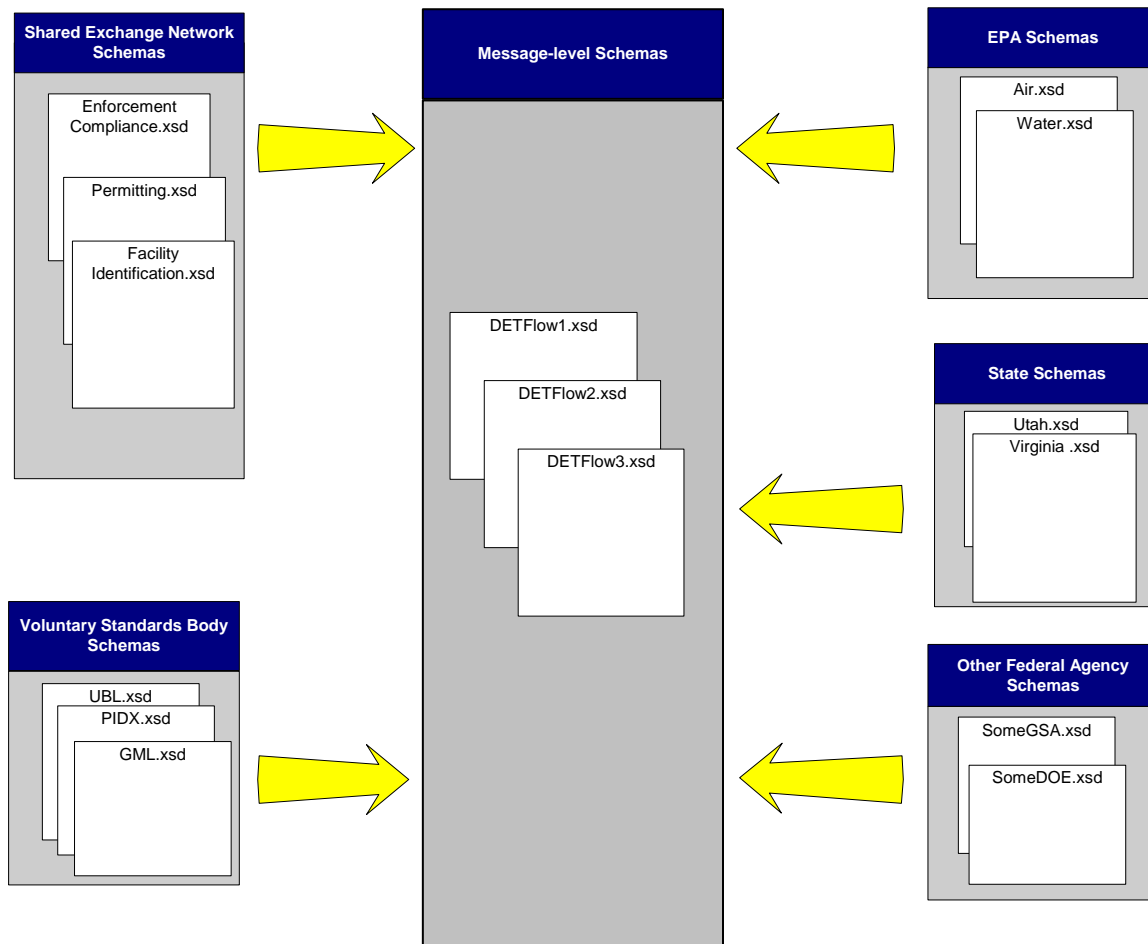 Shared Exchange Network
Schemas
Enforcement
Compliance.xsd
Permitting.xsd
Facility
Identification.xsd
Voluntary Standards Body
Schemas
UBL.xsd
PIDX.xsd
GML.xsd
Message-level Schemas
DETFlow1.xsd
DETFlow2.xsd
DETFlow3.xsd
EPA Schemas
Air.xsd
Water.xsd
State Schemas
Utah.xsd
Virginia .xsd
Other Federal Agency
Schemas
SomeGSA.xsd
SomeDOE.xsd